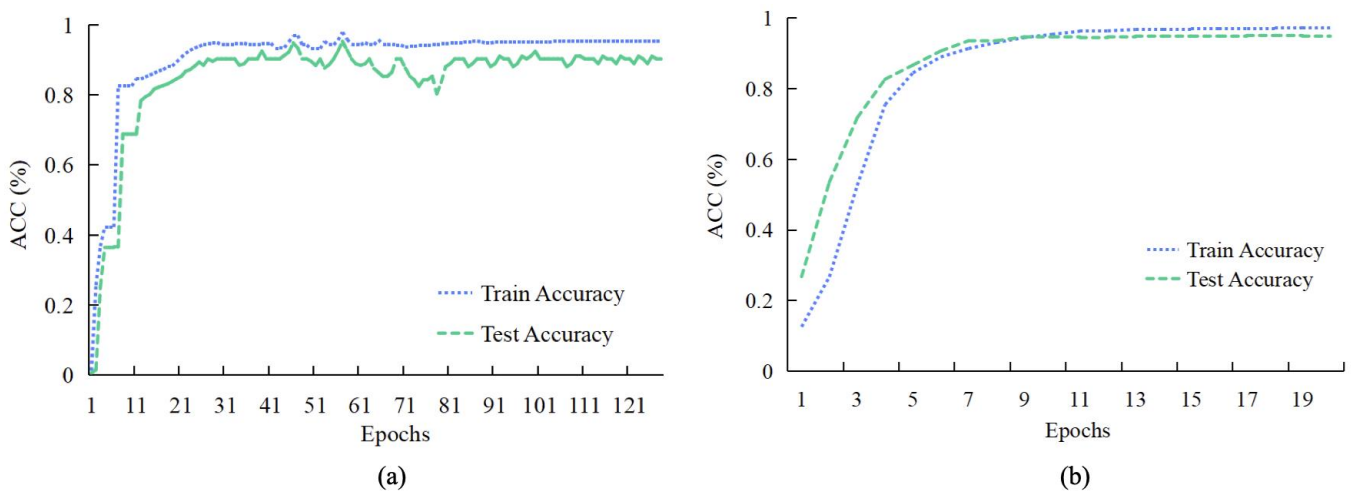 1
0.8
0.6
0.4
0.2
0
ACC (%)
Train Accuracy
Test Accuracy
1 11 21 31 41 51 61 71 81 91 101 111 121
Epochs
(a)
1
0.8
0.6
0.4
0.2
0
ACC (%)
Train Accuracy
Test Accuracy
1 3 5 7 9 11 13 15 17 19
Epochs
(b)